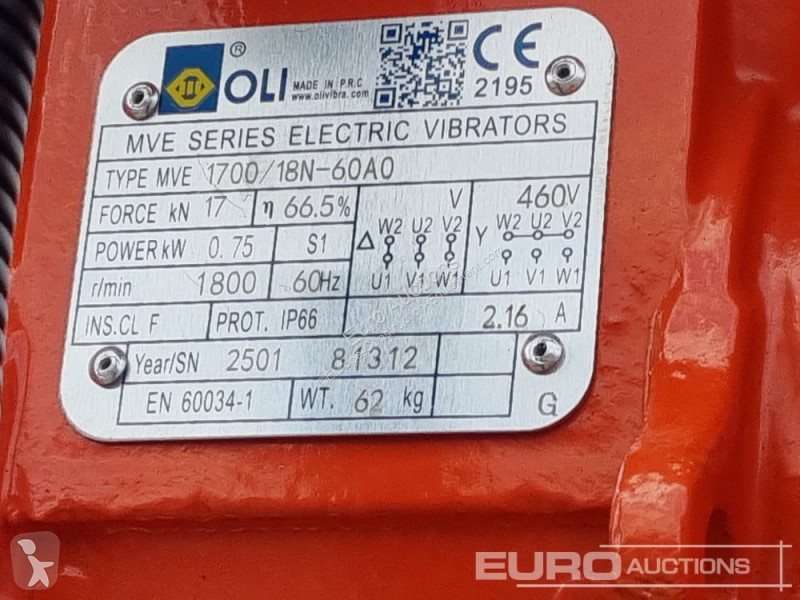 ® OLI MADE IN P.R.C
www.olivibra.com
CE
2195
MVE SERIES ELECTRIC VIBRATORS
TYPE MVE 1700/18N-60A0
FORCE kN 17 η 66.5% V 460V
POWER kW 0.75 S1
Δ W2 U2 V2
U1 V1 W1
Y W2 U2 V2
U1 V1 W1
r/min 1800 60Hz
INS.CL F PROT. IP66 2.16 A
Year/SN 2501 81312
EN 60034-1 WT. 62 kg
G
EURO AUCTIONS